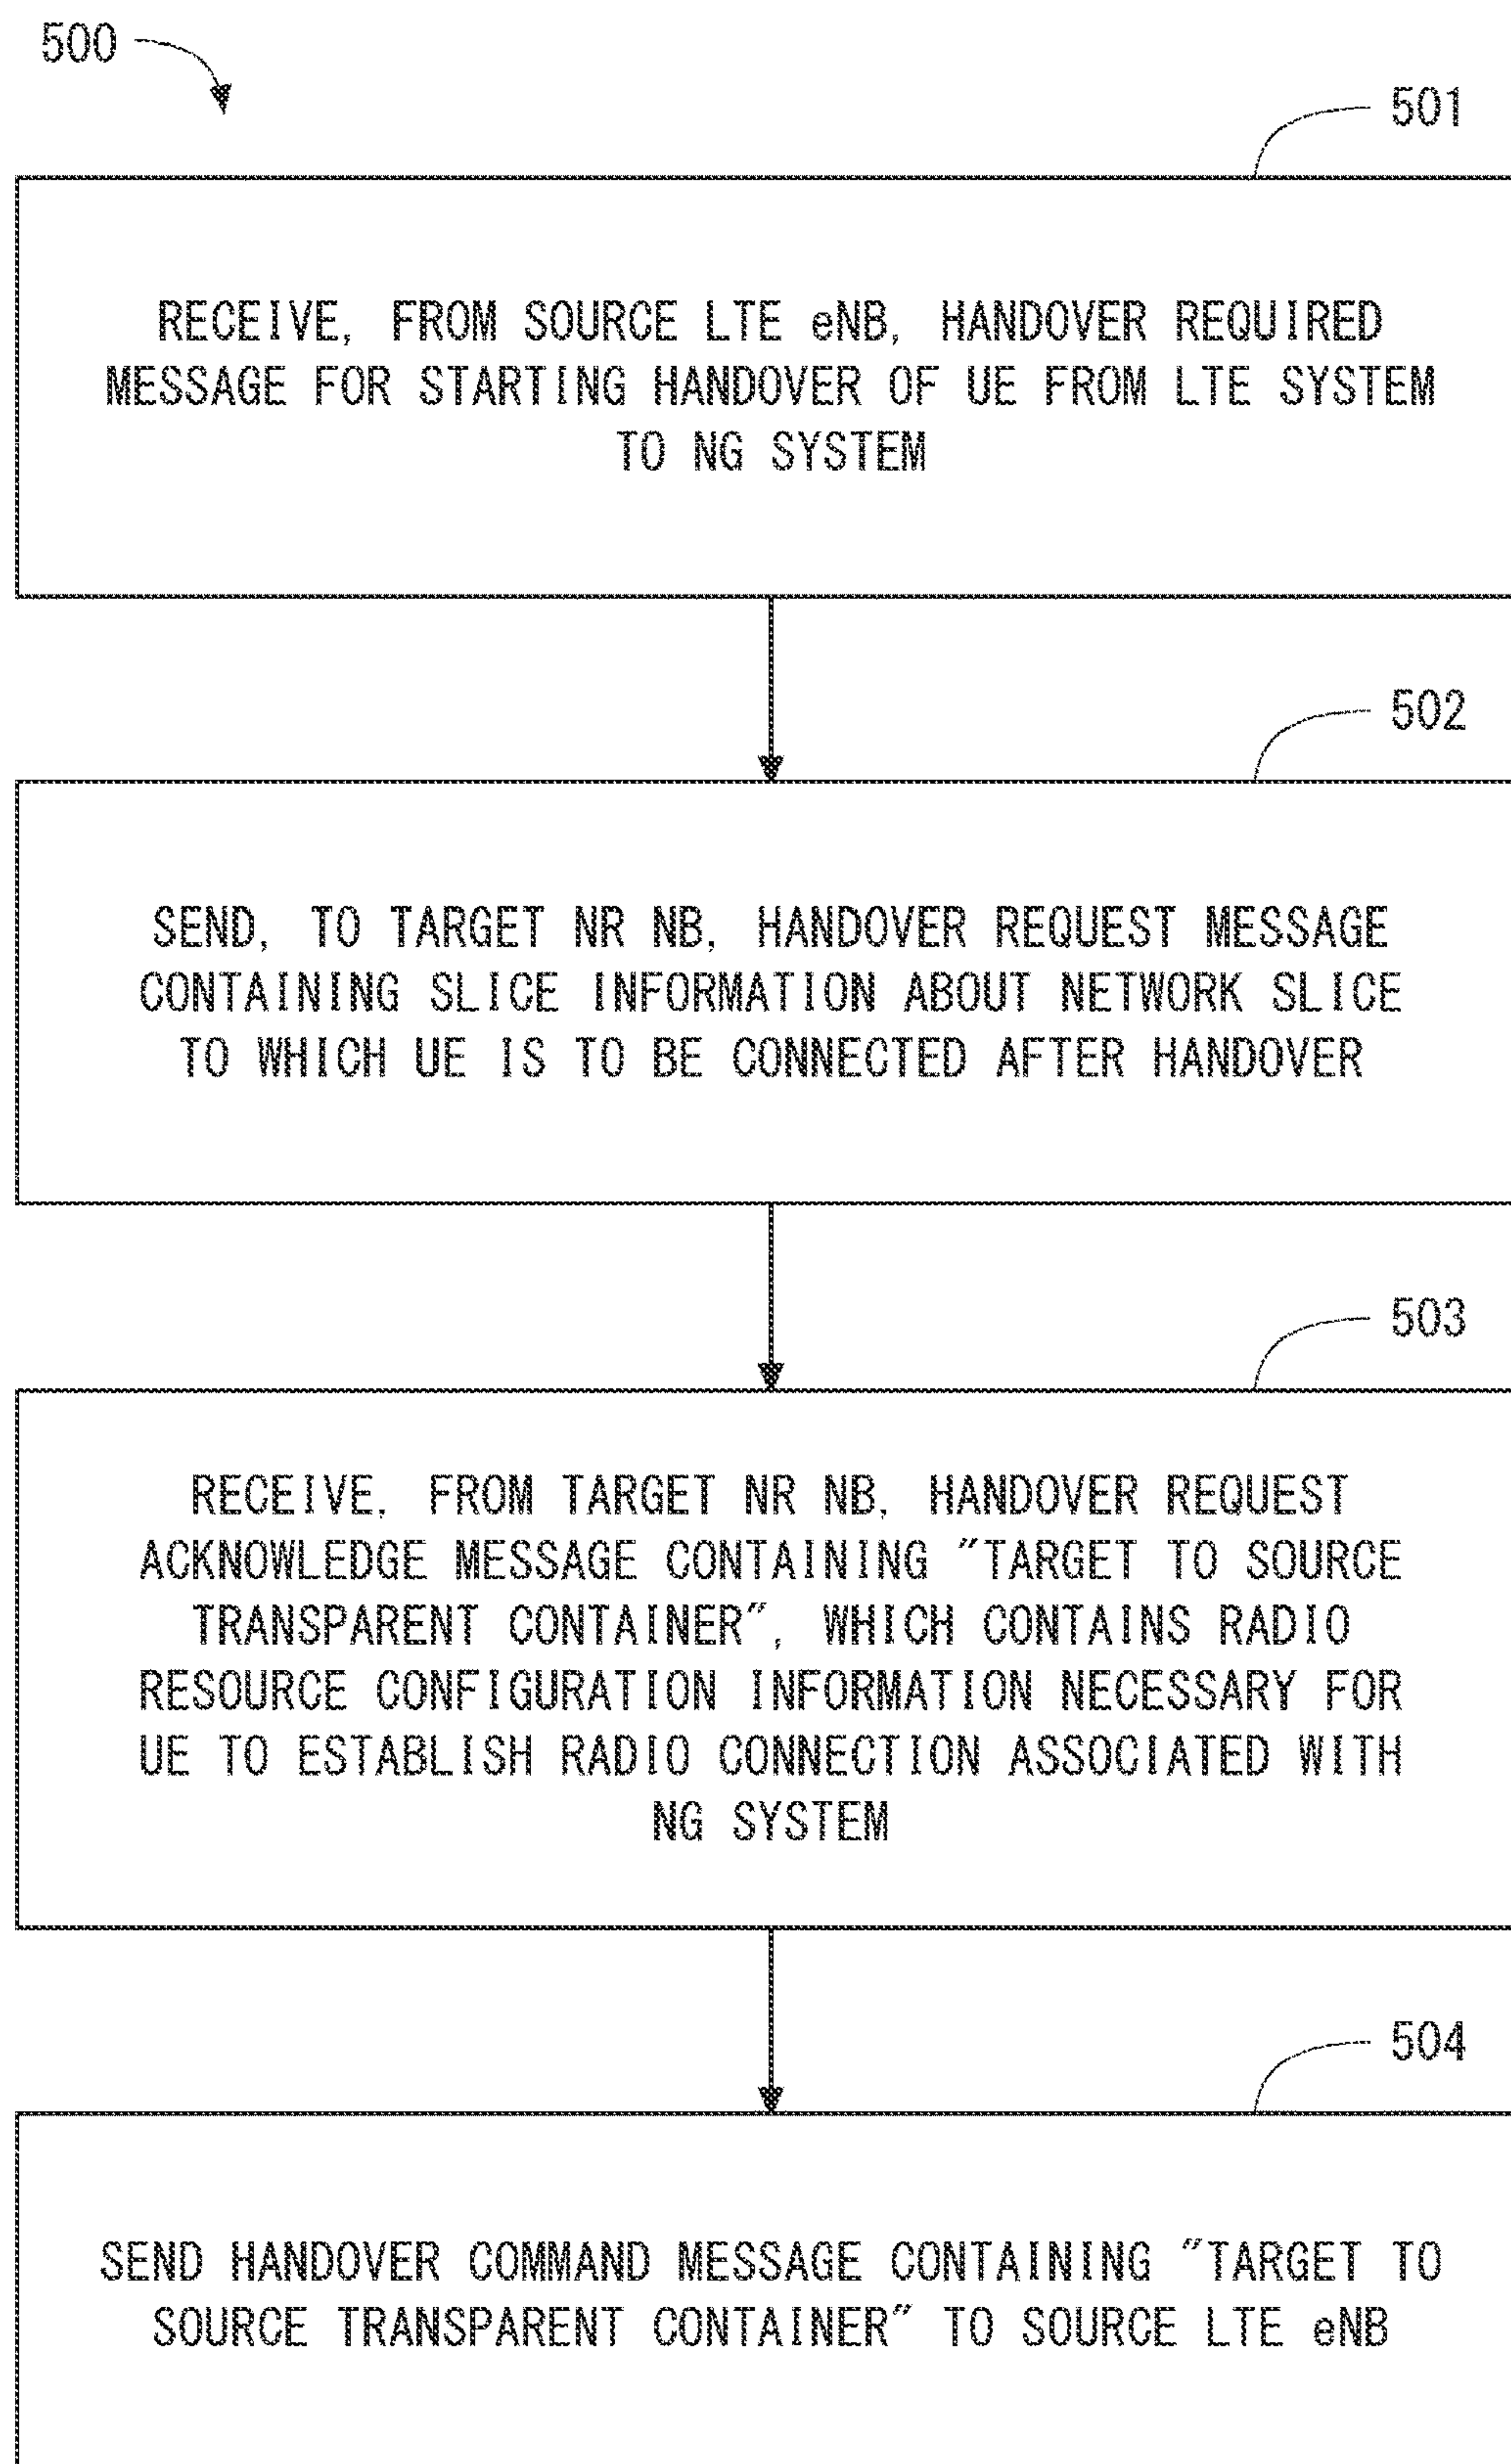 500
501
RECEIVE, FROM SOURCE LTE eNB, HANDOVER REQUIRED
MESSAGE FOR STARTING HANDOVER OF UE FROM LTE SYSTEM
TO NG SYSTEM
502
SEND, TO TARGET NR NB, HANDOVER REQUEST MESSAGE
CONTAINING SLICE INFORMATION ABOUT NETWORK SLICE
TO WHICH UE IS TO BE CONNECTED AFTER HANDOVER
503
RECEIVE, FROM TARGET NR NB, HANDOVER REQUEST
ACKNOWLEDGE MESSAGE CONTAINING "TARGET TO SOURCE
TRANSPARENT CONTAINER", WHICH CONTAINS RADIO
RESOURCE CONFIGURATION INFORMATION NECESSARY FOR
UE TO ESTABLISH RADIO CONNECTION ASSOCIATED WITH
NG SYSTEM
504
SEND HANDOVER COMMAND MESSAGE CONTAINING "TARGET TO
SOURCE TRANSPARENT CONTAINER" TO SOURCE LTE eNB